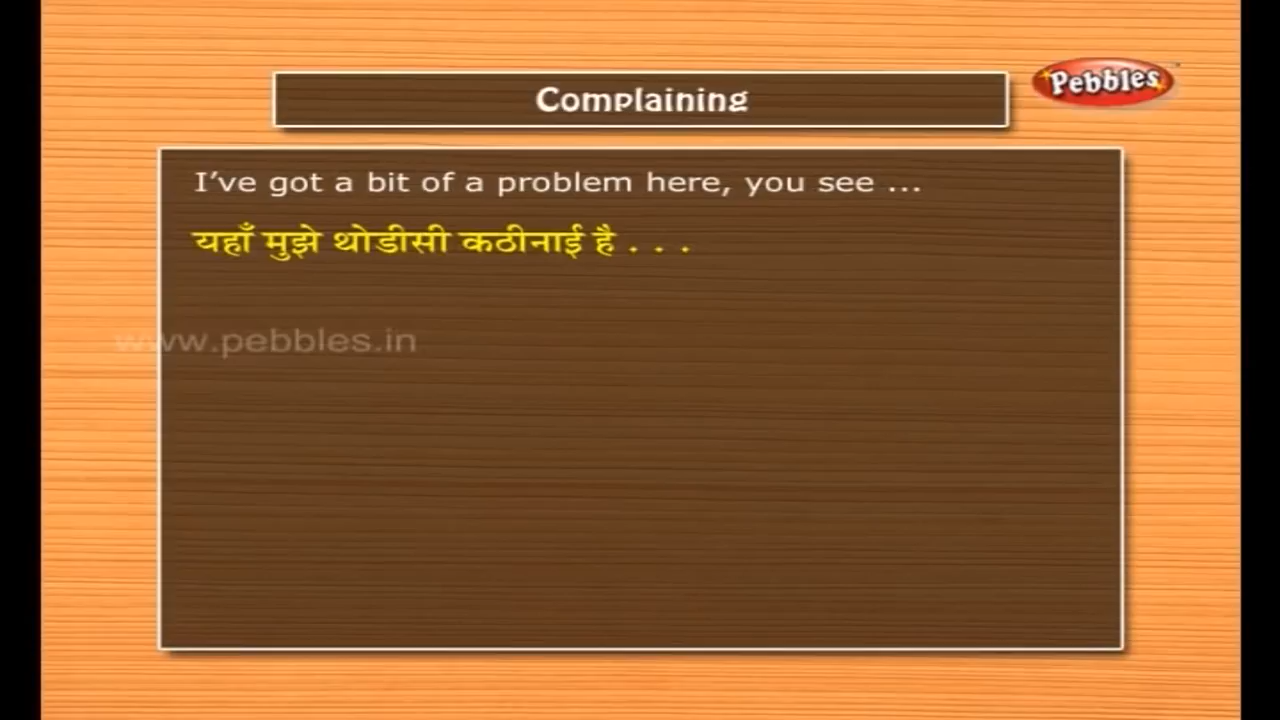 Complaining
Pebbles
I’ve got a bit of a problem here, you see ...
यहाँ मुझे थोडीसी कठीनाई है . . .
www.pebbles.in